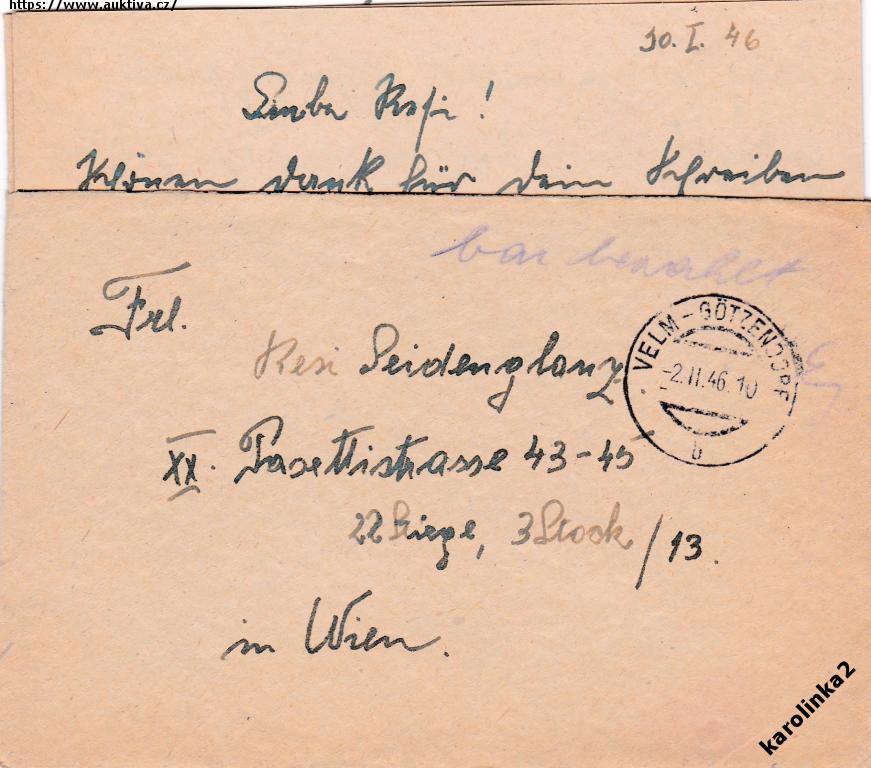 https://www.auktiva.cz/
30.I. 46
Liebe Resi!
Schönen dank für dein Schreiben
bar bezahlt
Frl.
Resi Seidenglanz
VELM-GÖTZENDORF
-2.II.46.10
b
XX. Pasettistrasse 43-45
22 Stiege, 3 Stock /13.
in Wien.
karolinka2